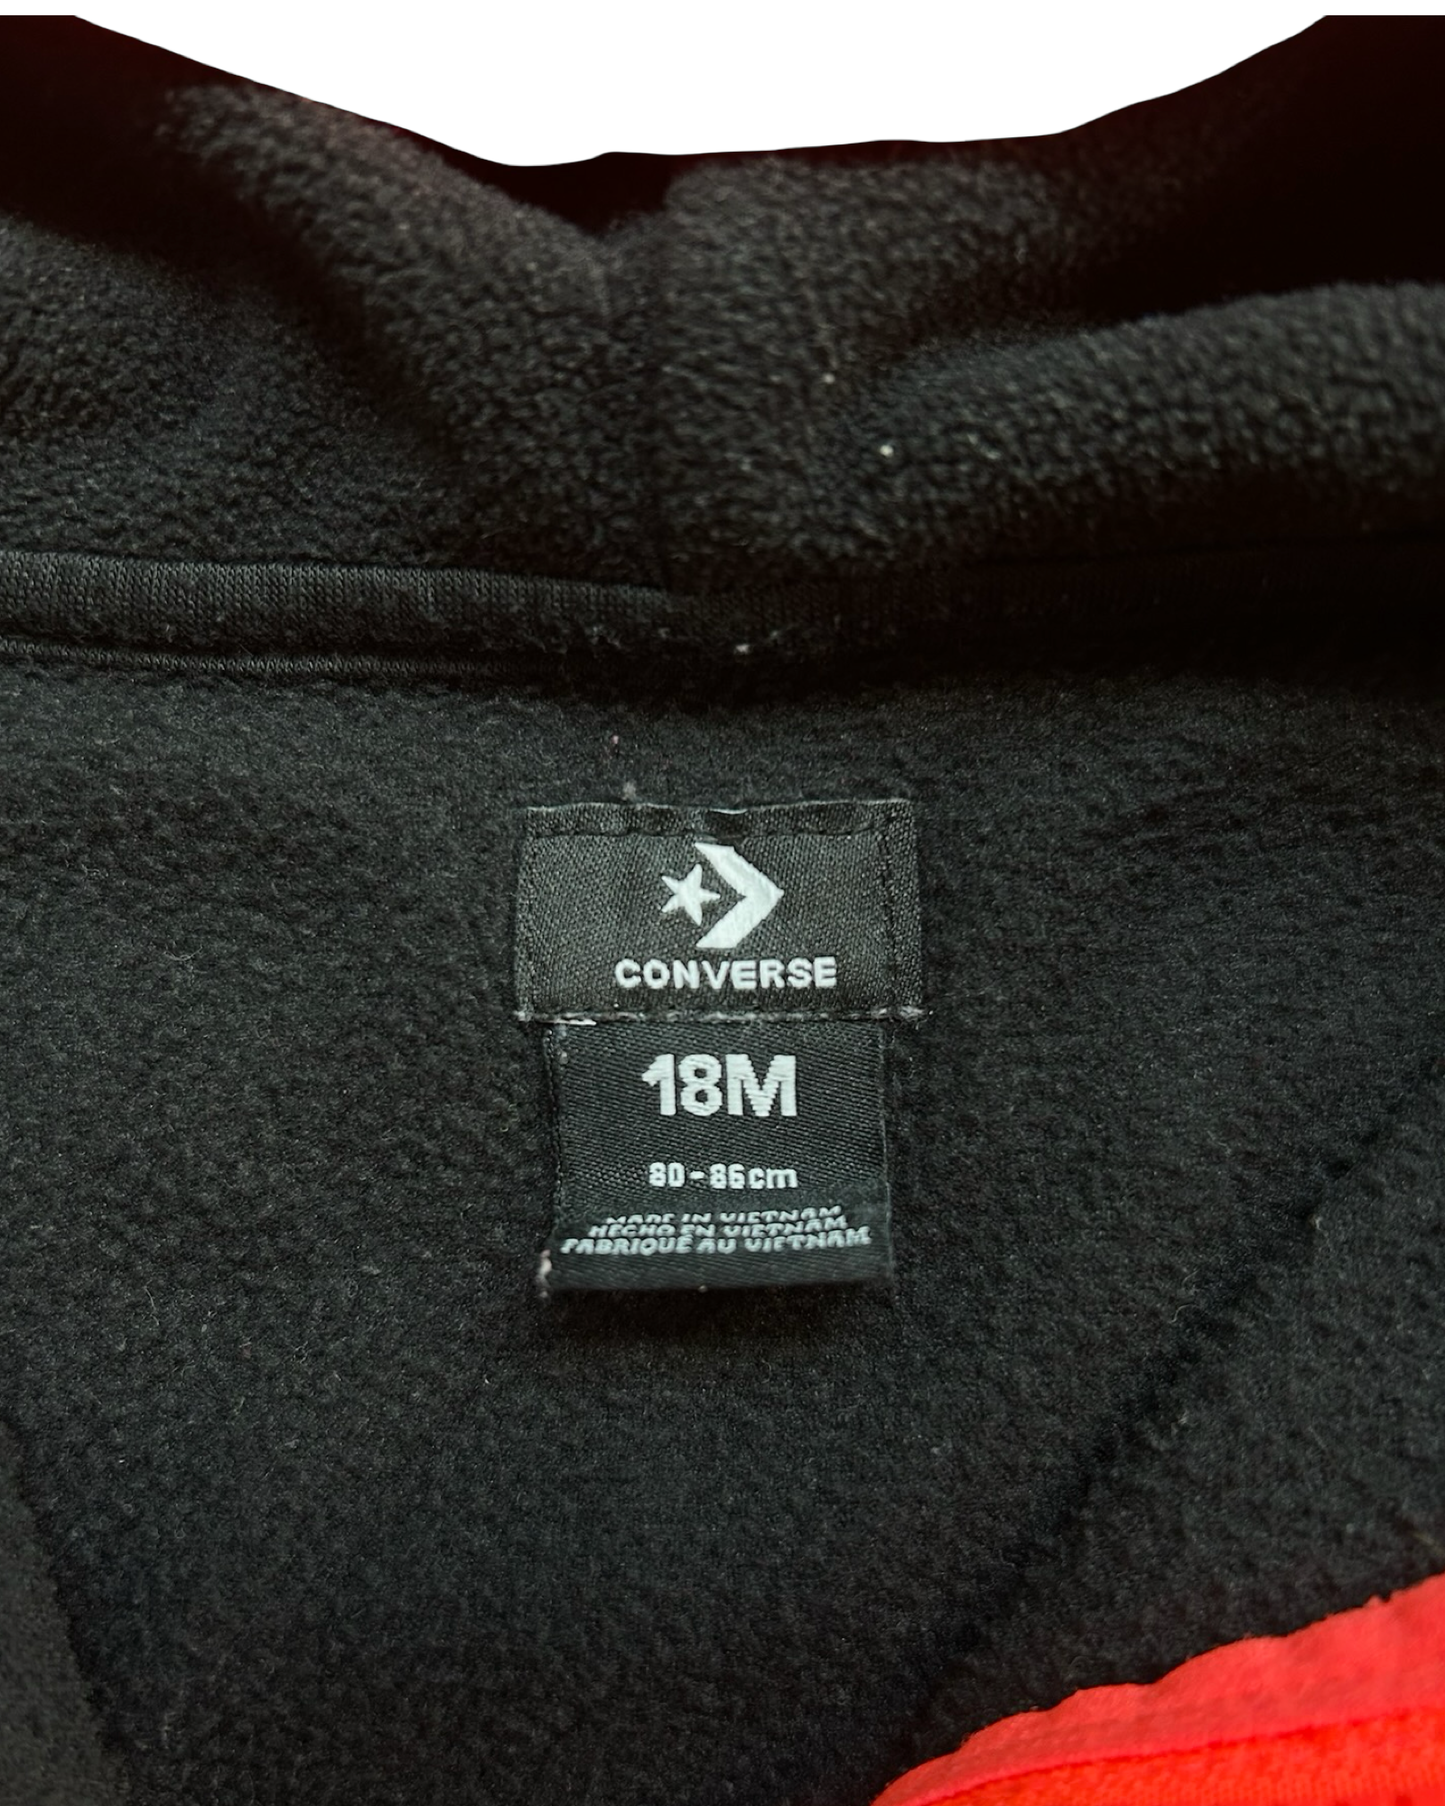 CONVERSE
18M
80-86cm
MADE IN VIETNAM
HECHO EN VIETNAM
FABRIQUÉ AU VIETNAM